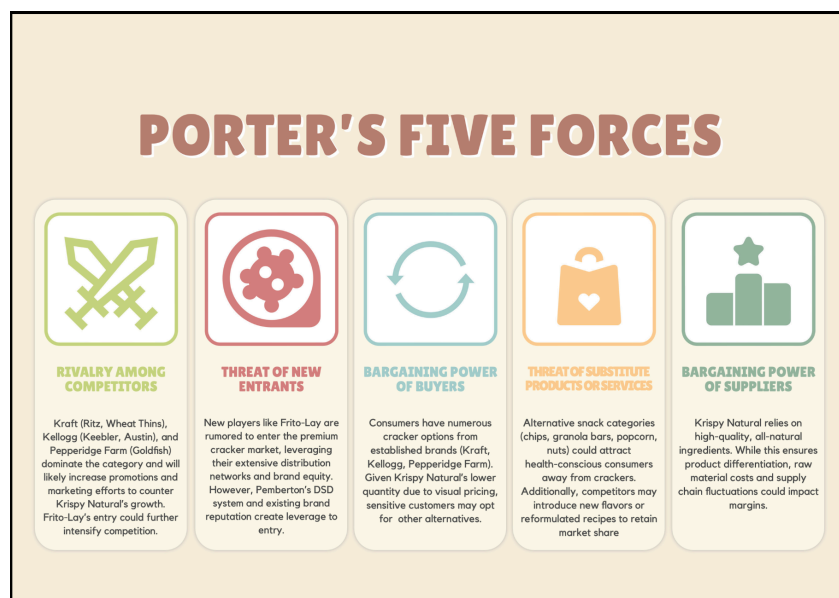 PORTER'S FIVE FORCES
RIVALRY AMONG
COMPETITORS
Kraft (Ritz, Wheat Thins),
Kellogg (Keebler, Austin), and
Pepperidge Farm (Goldfish)
dominate the category and will
likely increase promotions and
marketing efforts to counter
Krispy Natural's growth.
Frito-Lay's entry could further
intensify competition.
THREAT OF NEW
ENTRANTS
New players like Frito-Lay are
rumored to enter the premium
cracker market, leveraging
their extensive distribution
networks and brand equity.
However, Pemberton's DSD
system and existing brand
reputation create leverage to
entry.
BARGAINING POWER
OF BUYERS
Consumers have numerous
cracker options from
established brands (Kraft,
Kellogg, Pepperidge Farm).
Given Krispy Natural's lower
quantity due to visual pricing,
sensitive customers may opt
for other alternatives.
THREAT OF SUBSTITUTE
PRODUCTS OR SERVICES
Alternative snack categories
(chips, granola bars, popcorn,
nuts) could attract
health-conscious consumers
away from crackers.
Additionally, competitors may
introduce new flavors or
reformulated recipes to retain
market share
BARGAINING POWER
OF SUPPLIERS
Krispy Natural relies on
high-quality, all-natural
ingredients. While this ensures
product differentiation, raw
material costs and supply
chain fluctuations could impact
margins.